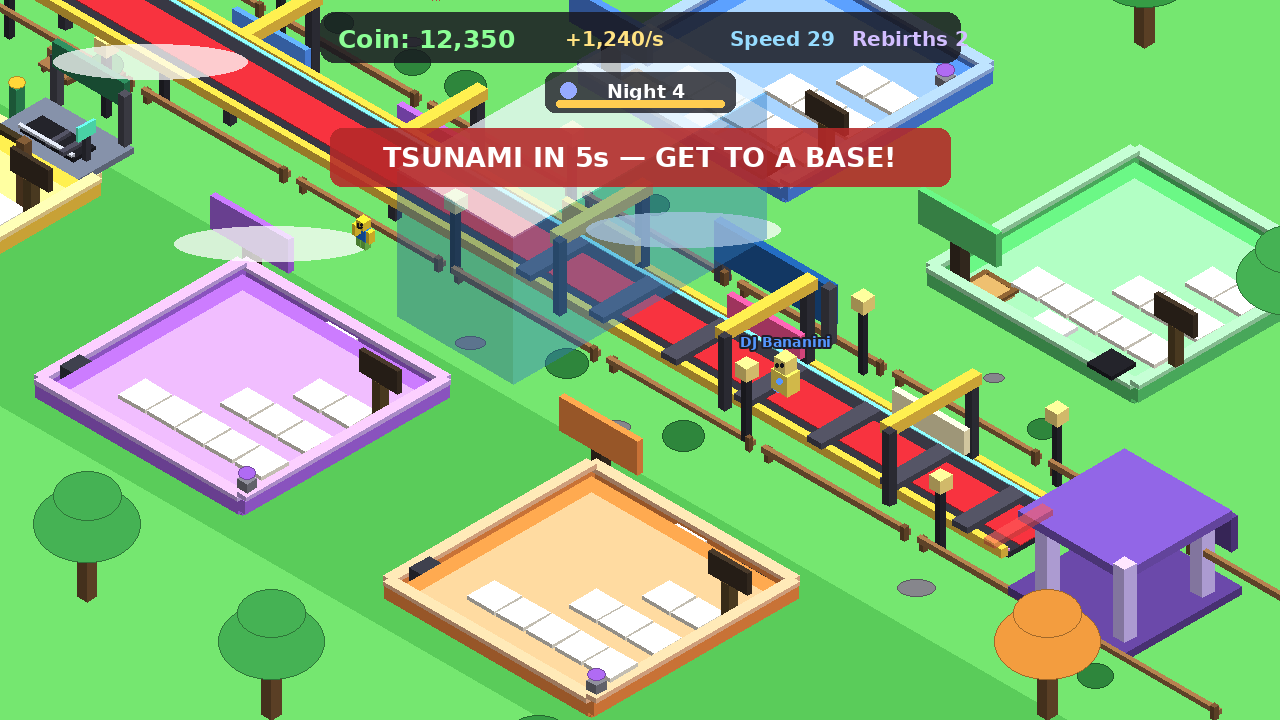 Coin: 12,350
+1,240/s
Speed 29
Rebirths 2
Night 4
TSUNAMI IN 5s — GET TO A BASE!
DJ Bananini